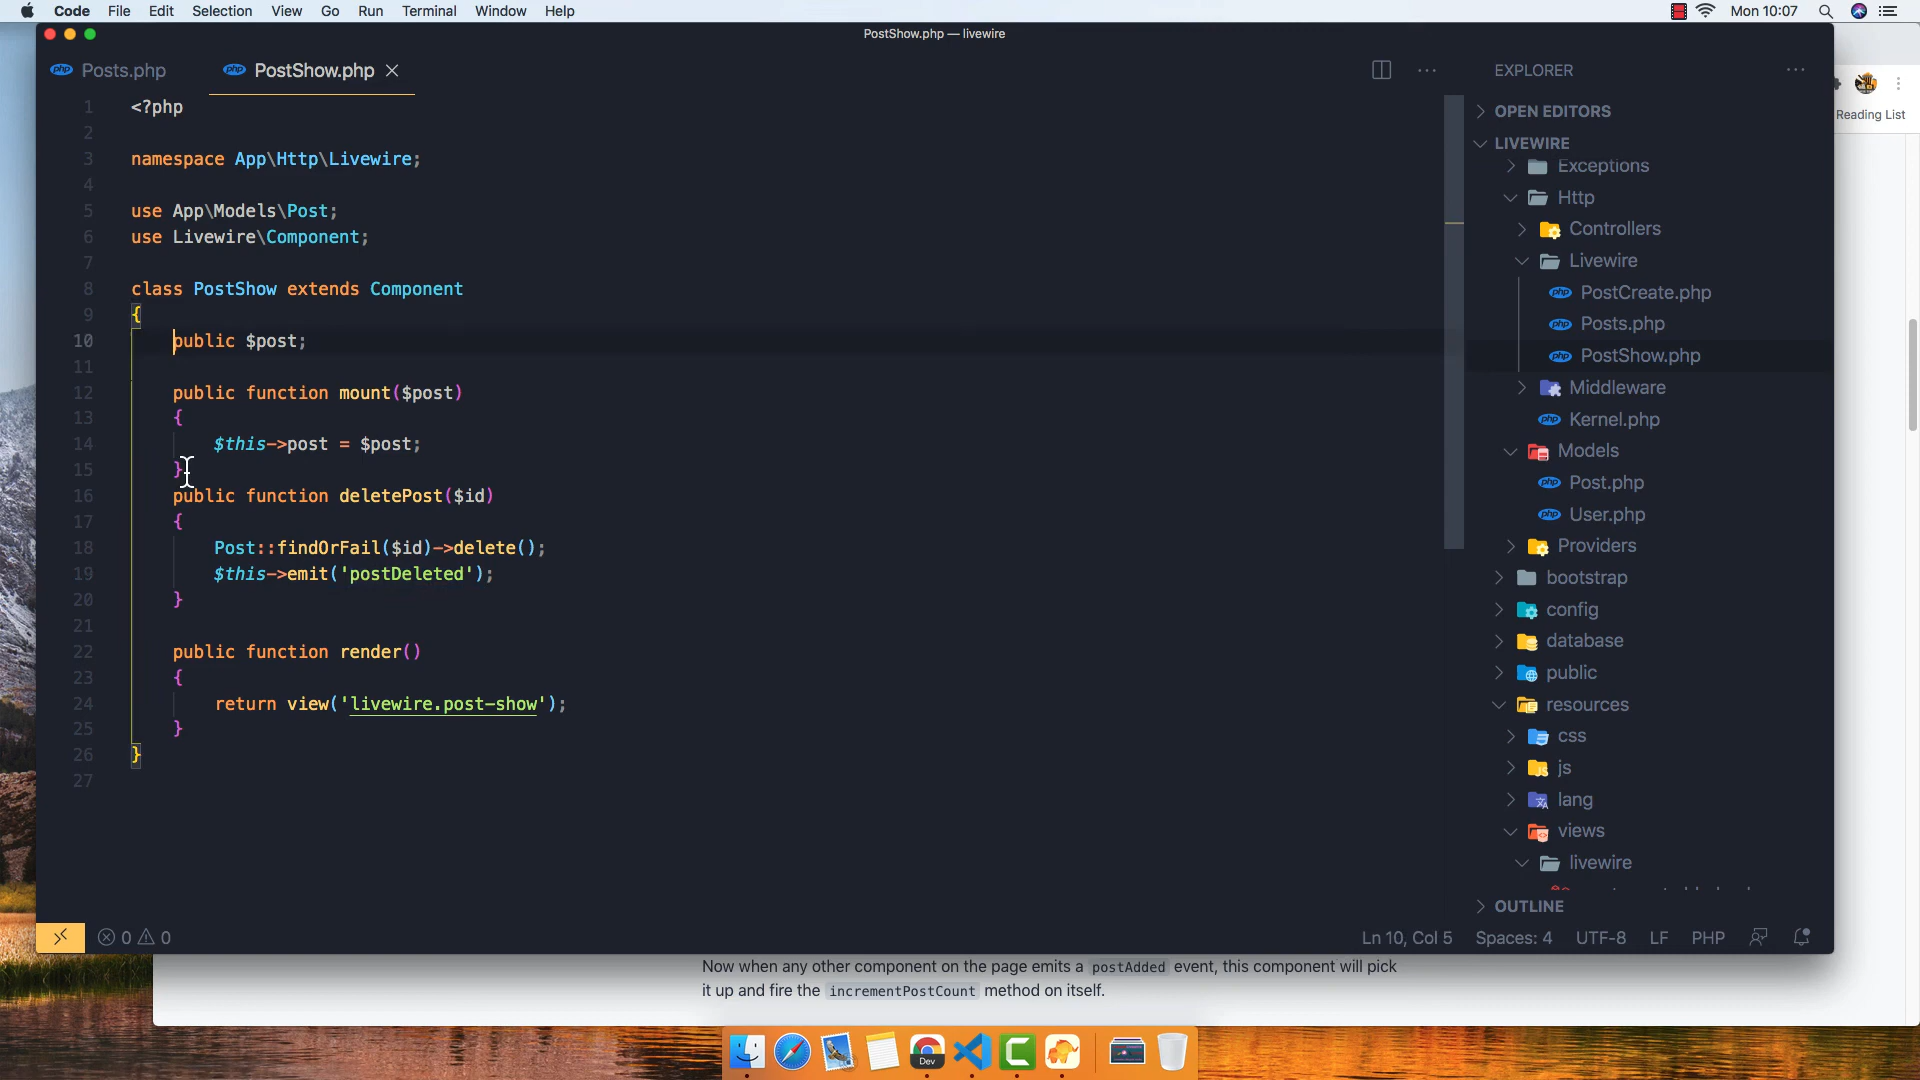 Code File Edit Selection View Go Run Terminal Window Help Mon 10:07
PostShow.php — livewire
Posts.php PostShow.php
1 <?php
2
3 namespace App\Http\Livewire;
4
5 use App\Models\Post;
6 use Livewire\Component;
7
8 class PostShow extends Component
9 {
10 public $post;
11
12 public function mount($post)
13 {
14 $this->post = $post;
15 }
16 public function deletePost($id)
17 {
18 Post::findOrFail($id)->delete();
19 $this->emit('postDeleted');
20 }
21
22 public function render()
23 {
24 return view('livewire.post-show');
25 }
26 }
27
EXPLORER
OPEN EDITORS
LIVEWIRE
Exceptions
Http
Controllers
Livewire
PostCreate.php
Posts.php
PostShow.php
Middleware
Kernel.php
Models
Post.php
User.php
Providers
bootstrap
config
database
public
resources
css
js
lang
views
livewire
OUTLINE
Reading List
0 0 Ln 10, Col 5 Spaces: 4 UTF-8 LF PHP
Now when any other component on the page emits a postAdded event, this component will pick
it up and fire the incrementPostCount method on itself.
Dev